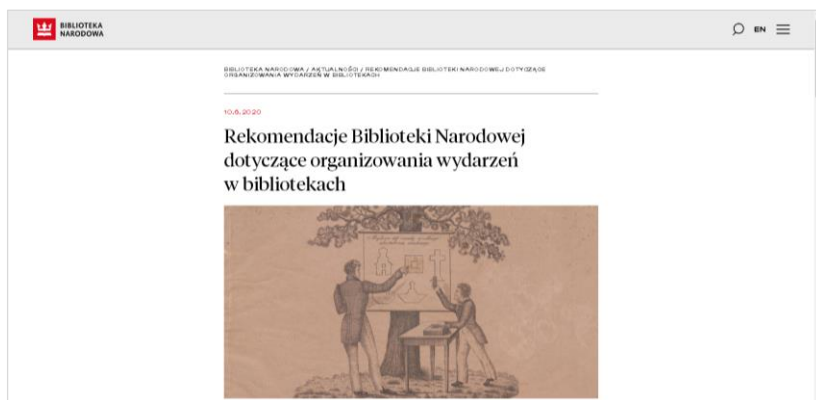 BIBLIOTEKA
NARODOWA
EN
BIBLIOTEKA NARODOWA / AKTUALNOŚCI / REKOMENDACJE BIBLIOTEKI NARODOWEJ DOTYCZĄCE
ORGANIZOWANIA WYDARZEŃ W BIBLIOTEKACH
10.6.2020
Rekomendacje Biblioteki Narodowej
dotyczące organizowania wydarzeń
w bibliotekach